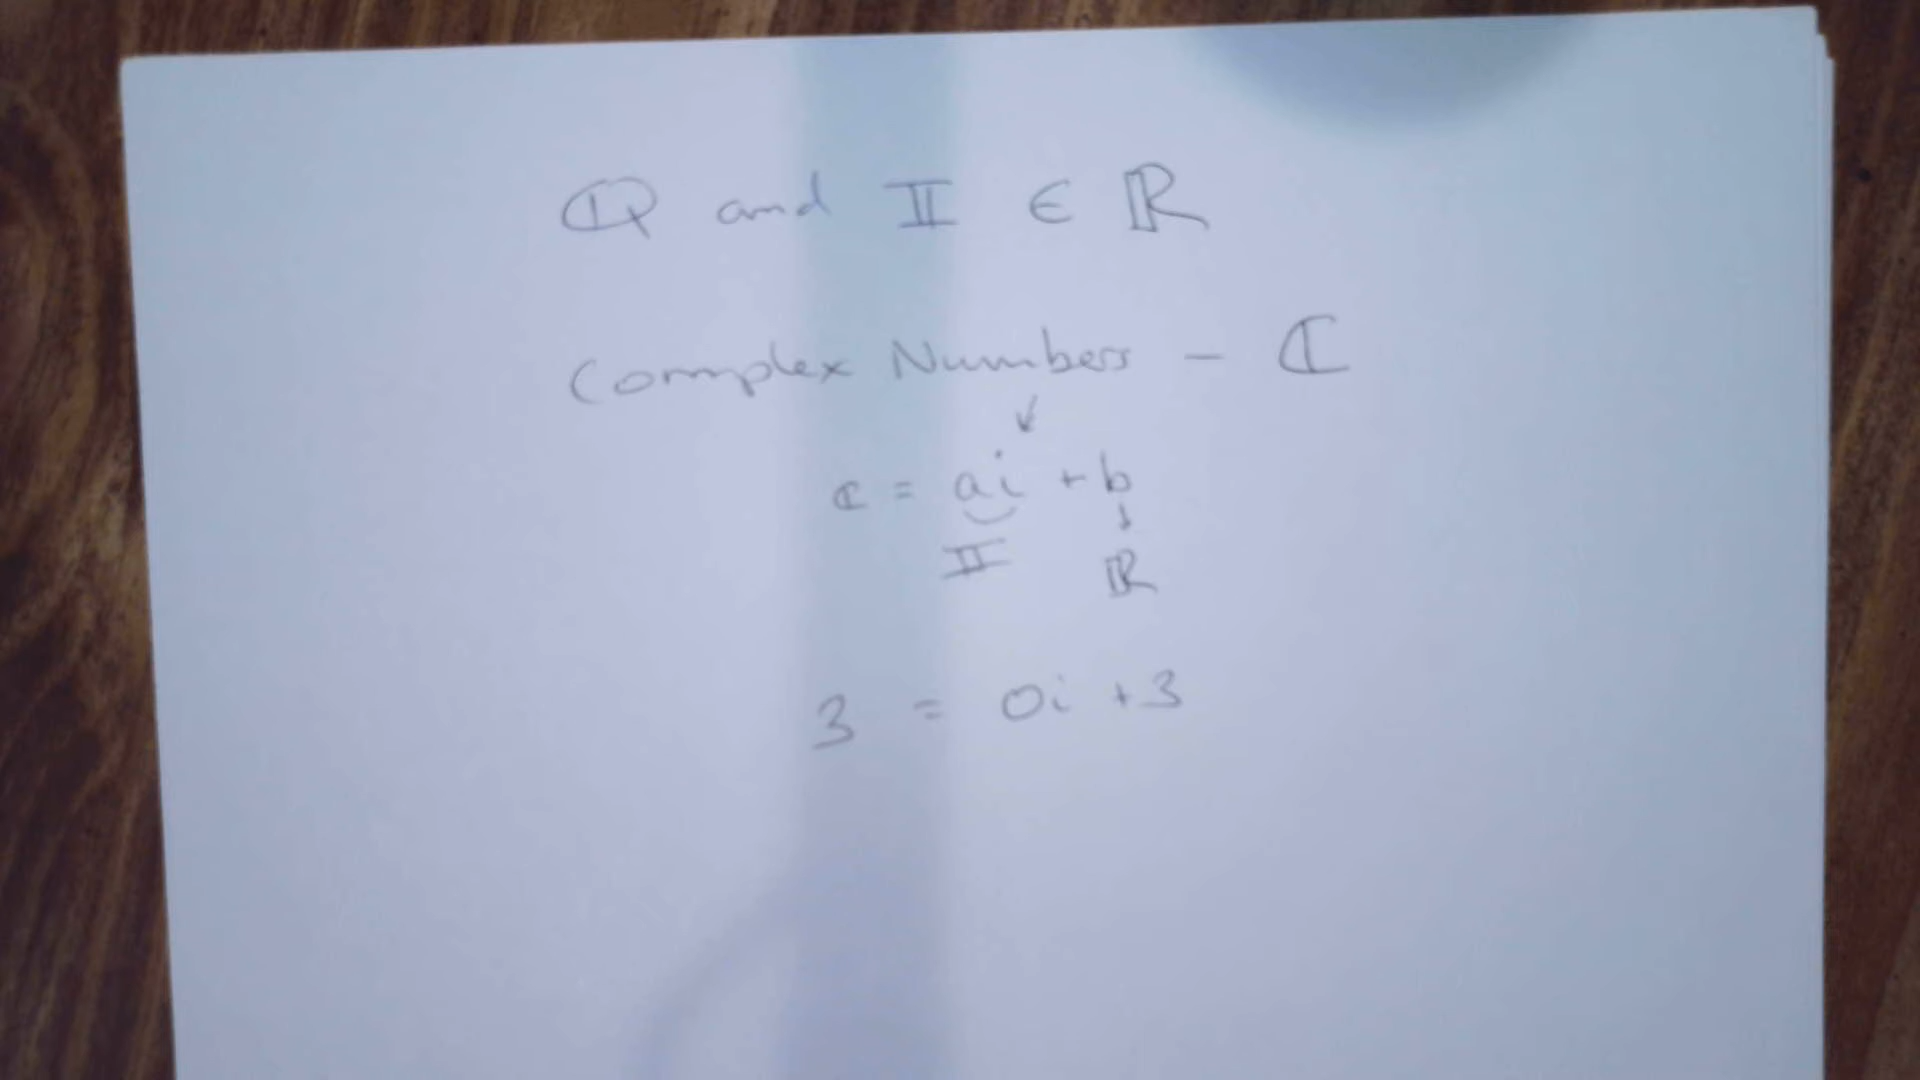 ℚ and 𝕀 ∈ ℝ
Complex Numbers - ℂ
↓
c = ai + b
↓
𝕀 ℝ
3 = 0i + 3